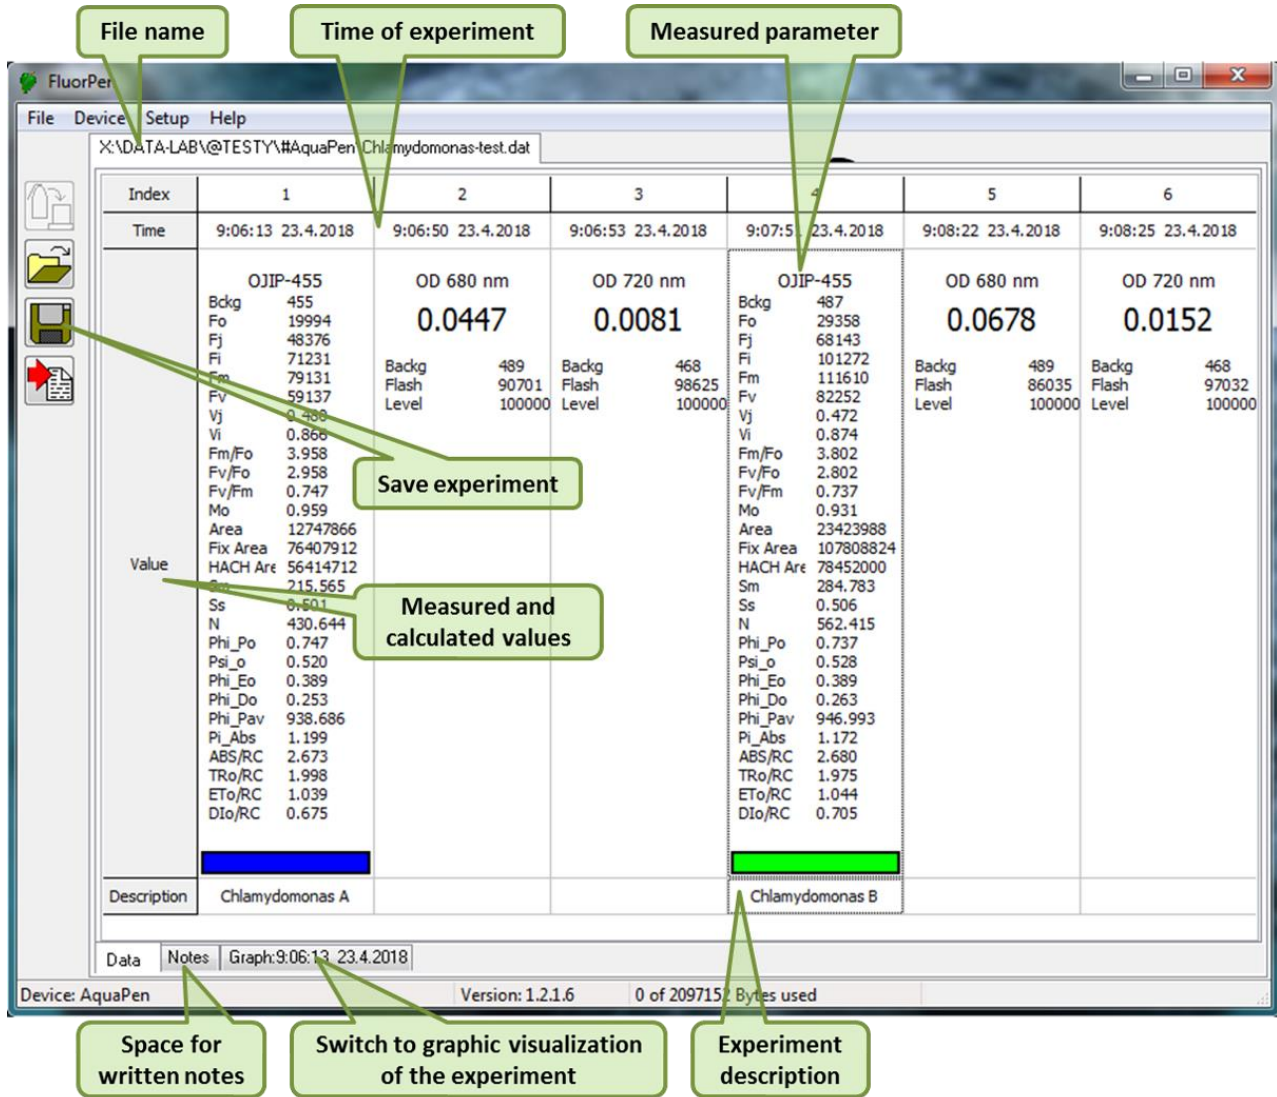 File name
Time of experiment
Measured parameter
FluorPen
File Device Setup Help
X:\DATA-LAB\@TESTY\#AquaPen Chlamydomonas-test.dat
Index 1 2 3 4 5 6
Time 9:06:13 23.4.2018 9:06:50 23.4.2018 9:06:53 23.4.2018 9:07:51 23.4.2018 9:08:22 23.4.2018 9:08:25 23.4.2018
Value
OJIP-455
Bckg 455
Fo 19994
Fj 48376
Fi 71231
Fm 79131
Fv 59137
Vj 0.480
Vi 0.866
Fm/Fo 3.958
Fv/Fo 2.958
Fv/Fm 0.747
Mo 0.959
Area 12747866
Fix Area 76407912
HACH Are 56414712
Sm 215.565
Ss 0.501
N 430.644
Phi_Po 0.747
Psi_o 0.520
Phi_Eo 0.389
Phi_Do 0.253
Phi_Pav 938.686
Pi_Abs 1.199
ABS/RC 2.673
TRo/RC 1.998
ETo/RC 1.039
DIo/RC 0.675
OD 680 nm
0.0447
Backg 489
Flash 90701
Level 100000
OD 720 nm
0.0081
Backg 468
Flash 98625
Level 100000
OJIP-455
Bckg 487
Fo 29358
Fj 68143
Fi 101272
Fm 111610
Fv 82252
Vj 0.472
Vi 0.874
Fm/Fo 3.802
Fv/Fo 2.802
Fv/Fm 0.737
Mo 0.931
Area 23423988
Fix Area 107808824
HACH Are 78452000
Sm 284.783
Ss 0.506
N 562.415
Phi_Po 0.737
Psi_o 0.528
Phi_Eo 0.389
Phi_Do 0.263
Phi_Pav 946.993
Pi_Abs 1.172
ABS/RC 2.680
TRo/RC 1.975
ETo/RC 1.044
DIo/RC 0.705
OD 680 nm
0.0678
Backg 489
Flash 86035
Level 100000
OD 720 nm
0.0152
Backg 468
Flash 97032
Level 100000
Save experiment
Measured and
calculated values
Description Chlamydomonas A Chlamydomonas B
Data Notes Graph:9:06:13 23.4.2018
Device: AquaPen Version: 1.2.1.6 0 of 2097152 Bytes used
Space for
written notes
Switch to graphic visualization
of the experiment
Experiment
description